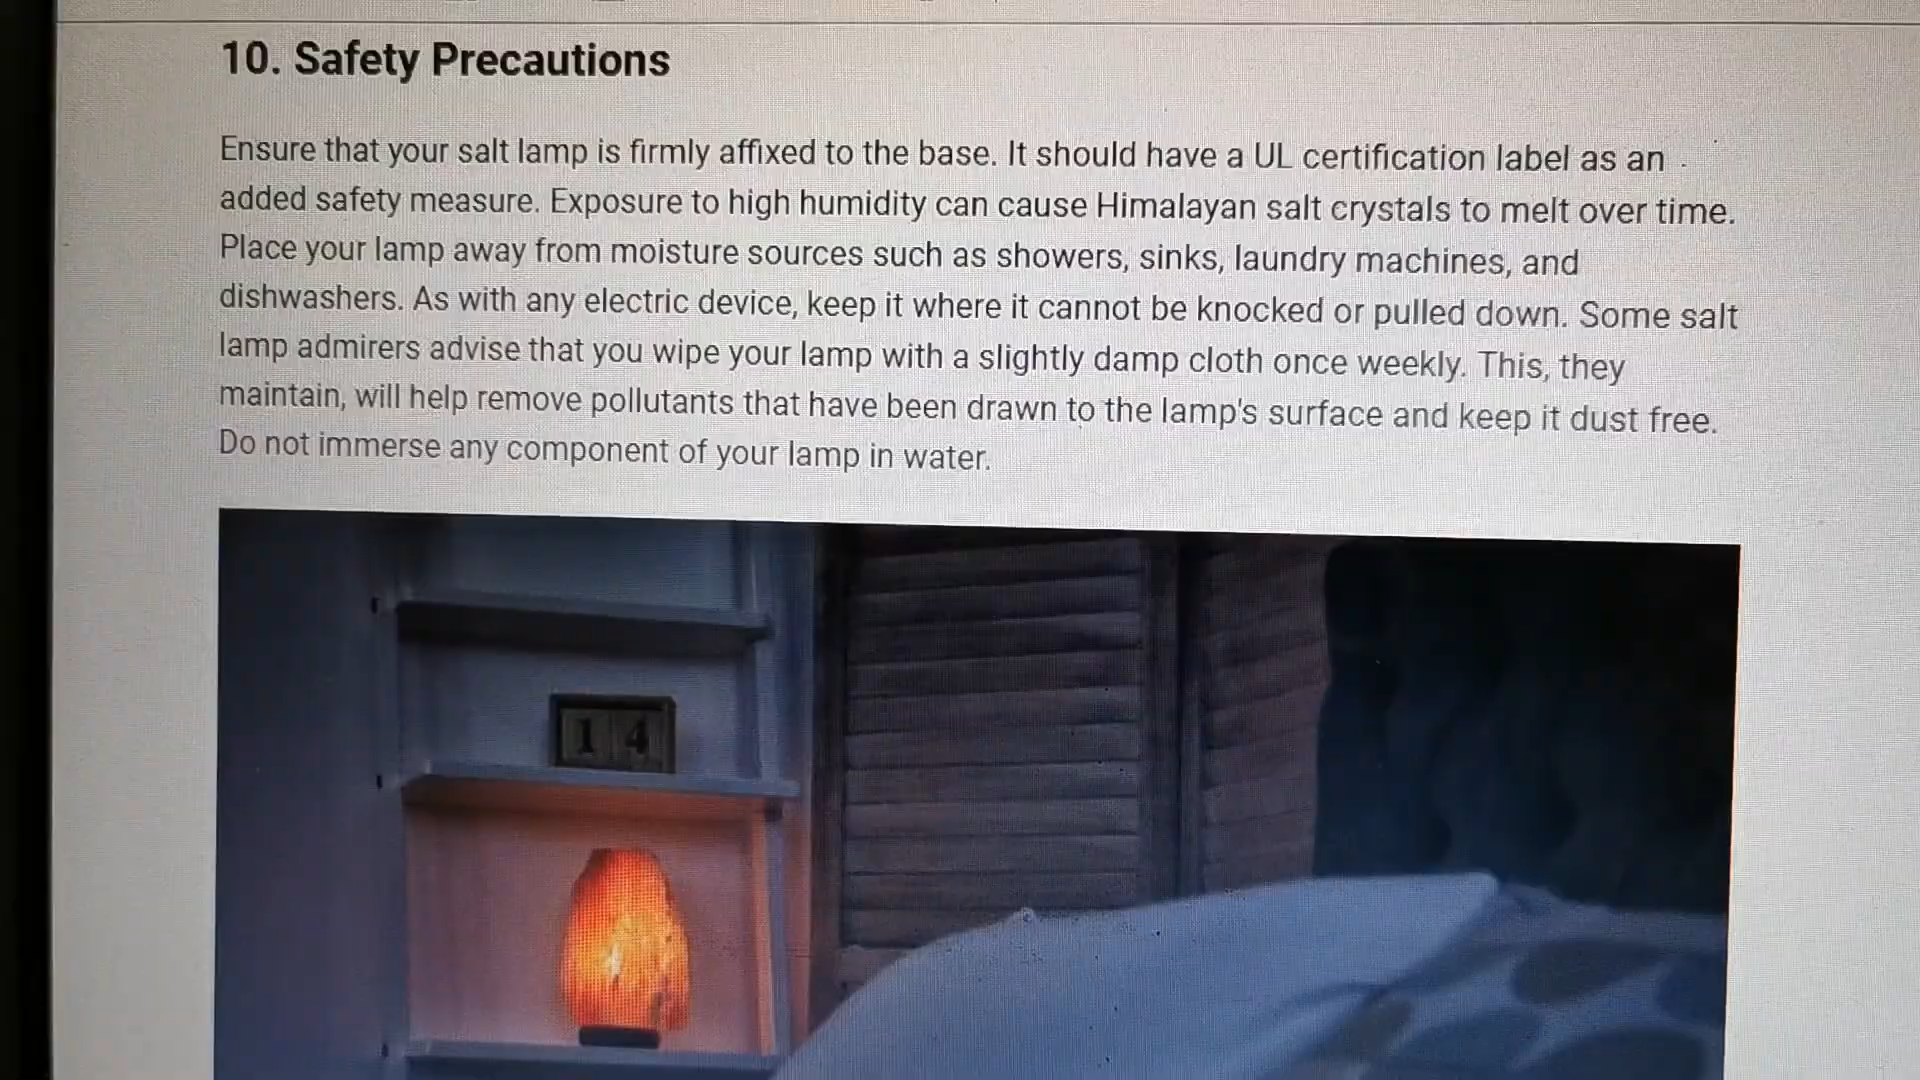 10. Safety Precautions
Ensure that your salt lamp is firmly affixed to the base. It should have a UL certification label as an
added safety measure. Exposure to high humidity can cause Himalayan salt crystals to melt over time.
Place your lamp away from moisture sources such as showers, sinks, laundry machines, and
dishwashers. As with any electric device, keep it where it cannot be knocked or pulled down. Some salt
lamp admirers advise that you wipe your lamp with a slightly damp cloth once weekly. This, they
maintain, will help remove pollutants that have been drawn to the lamp's surface and keep it dust free.
Do not immerse any component of your lamp in water.
14